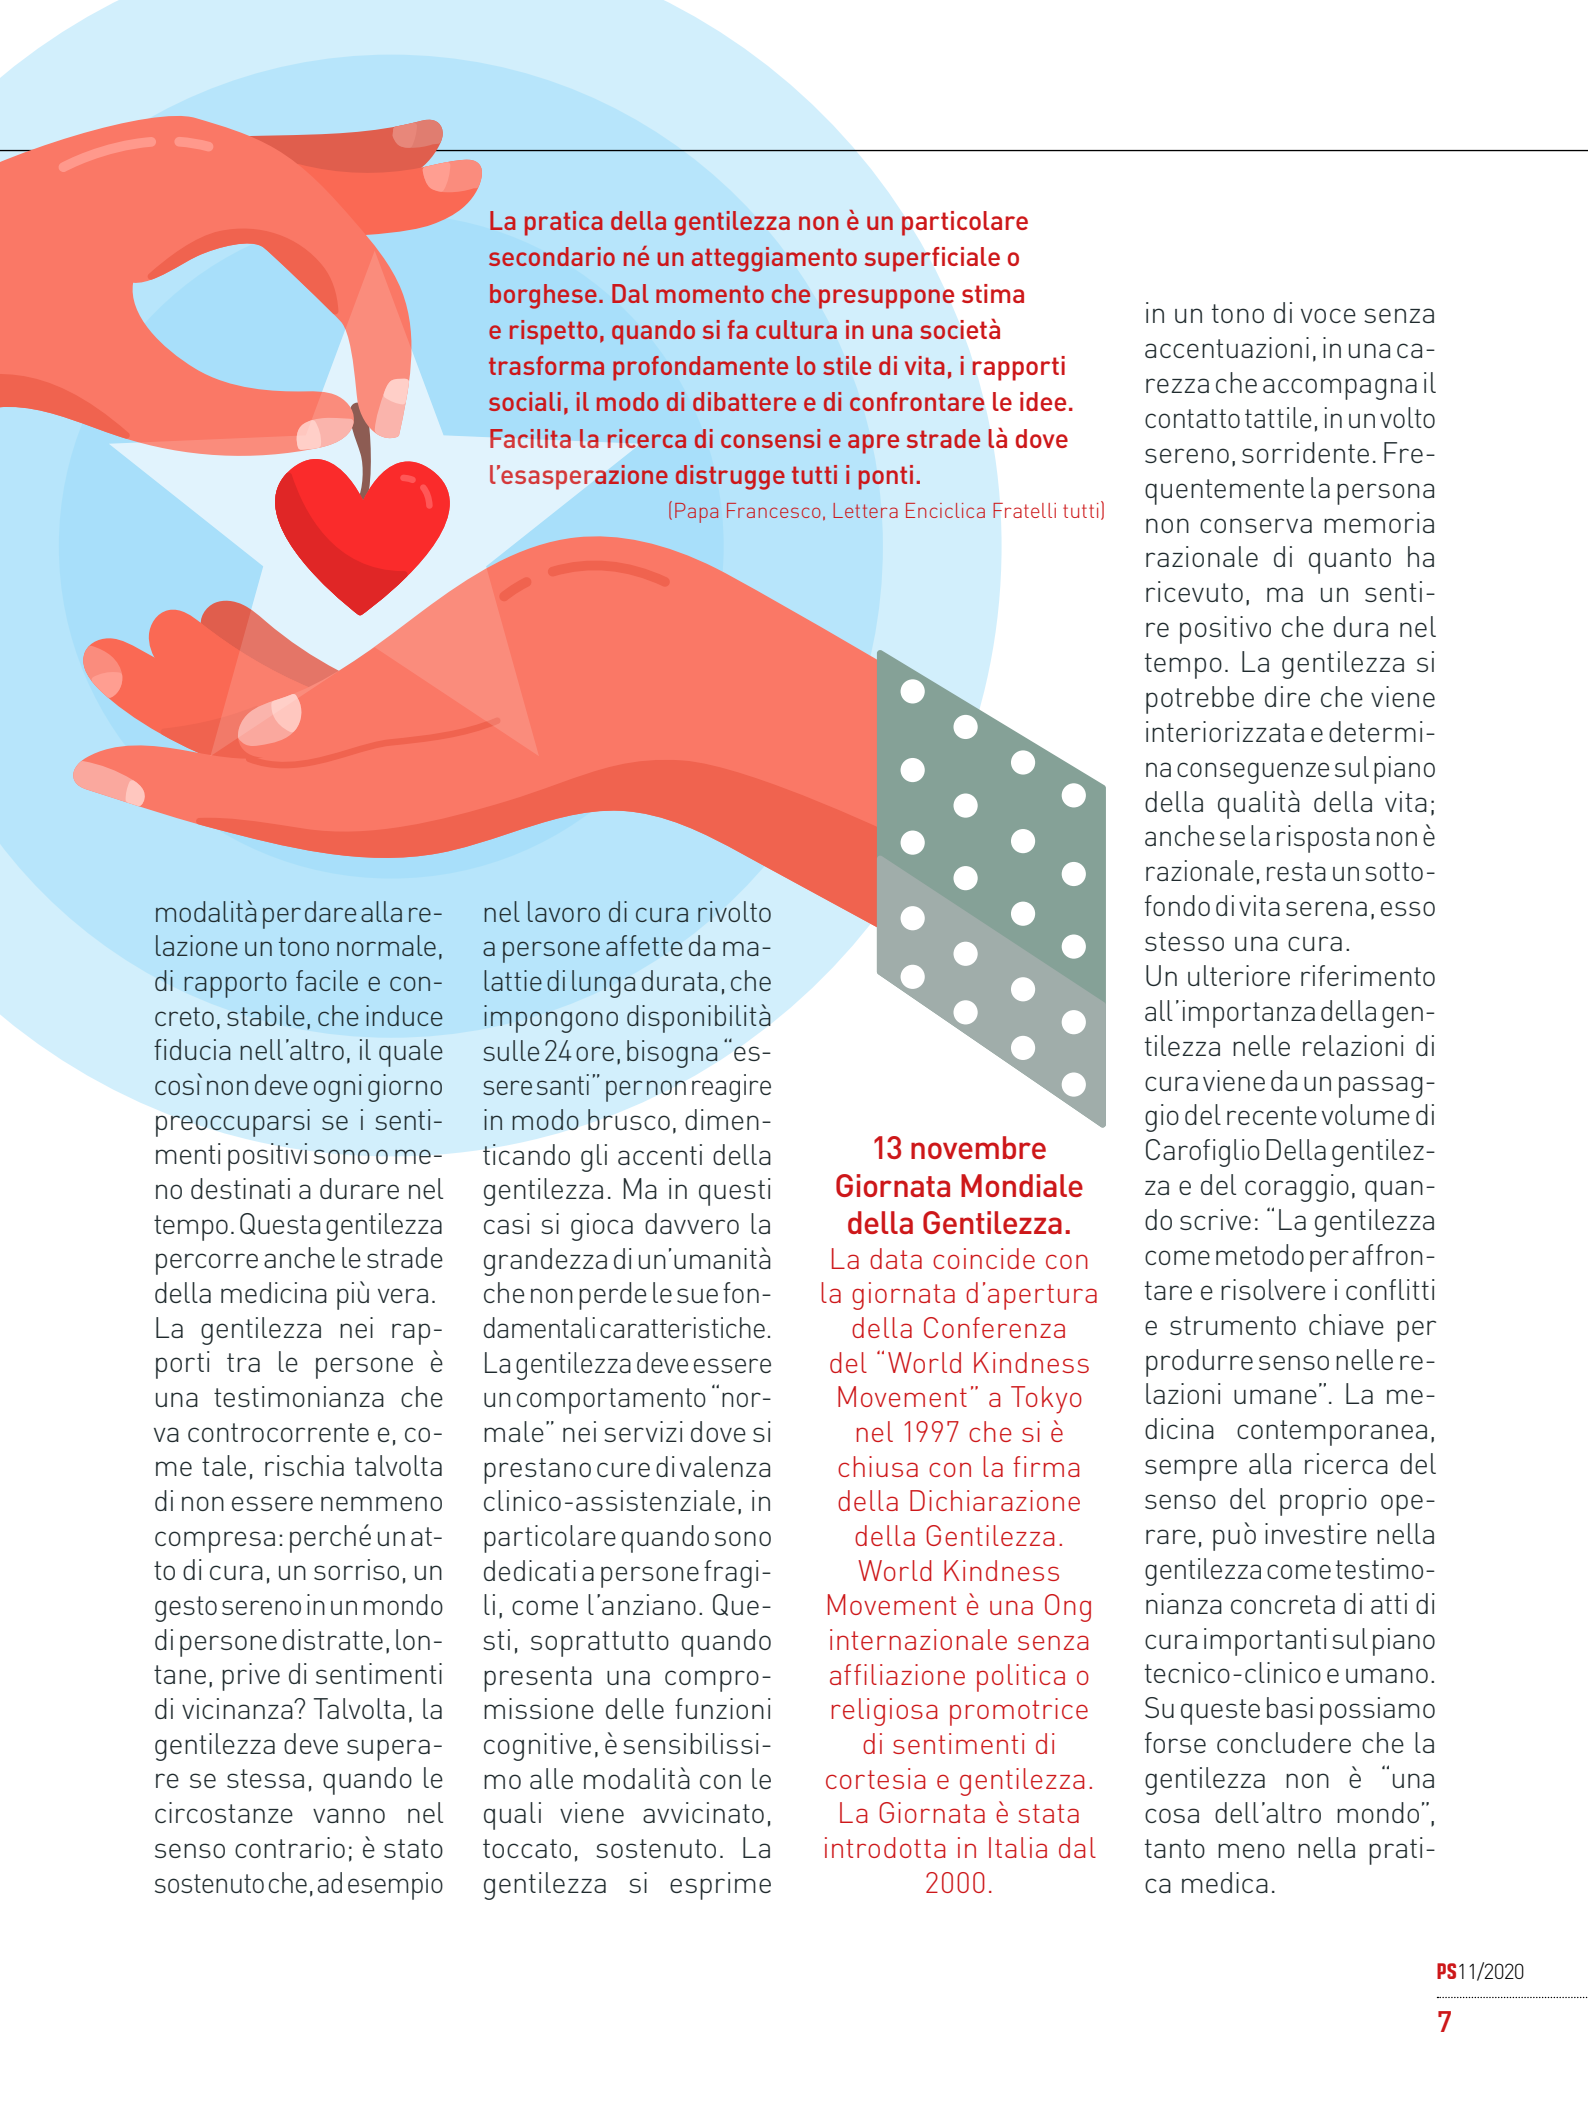 La pratica della gentilezza non è un particolare
secondario né un atteggiamento superficiale o
borghese. Dal momento che presuppone stima
e rispetto, quando si fa cultura in una società
trasforma profondamente lo stile di vita, i rapporti
sociali, il modo di dibattere e di confrontare le idee.
Facilita la ricerca di consensi e apre strade là dove
l’esasperazione distrugge tutti i ponti.
(Papa Francesco, Lettera Enciclica Fratelli tutti)
modalità per dare alla re-
lazione un tono normale,
di rapporto facile e con-
creto, stabile, che induce
fiducia nell’altro, il quale
così non deve ogni giorno
preoccuparsi se i senti-
menti positivi sono o me-
no destinati a durare nel
tempo. Questa gentilezza
percorre anche le strade
della medicina più vera.
La gentilezza nei rap-
porti tra le persone è
una testimonianza che
va controcorrente e, co-
me tale, rischia talvolta
di non essere nemmeno
compresa: perché un at-
to di cura, un sorriso, un
gesto sereno in un mondo
di persone distratte, lon-
tane, prive di sentimenti
di vicinanza? Talvolta, la
gentilezza deve supera-
re se stessa, quando le
circostanze vanno nel
senso contrario; è stato
sostenuto che, ad esempio
nel lavoro di cura rivolto
a persone affette da ma-
lattie di lunga durata, che
impongono disponibilità
sulle 24 ore, bisogna “es-
sere santi” per non reagire
in modo brusco, dimen-
ticando gli accenti della
gentilezza. Ma in questi
casi si gioca davvero la
grandezza di un’umanità
che non perde le sue fon-
damentali caratteristiche.
La gentilezza deve essere
un comportamento “nor-
male” nei servizi dove si
prestano cure di valenza
clinico-assistenziale, in
particolare quando sono
dedicati a persone fragi-
li, come l’anziano. Que-
sti, soprattutto quando
presenta una compro-
missione delle funzioni
cognitive, è sensibilissi-
mo alle modalità con le
quali viene avvicinato,
toccato, sostenuto. La
gentilezza si esprime
13 novembre
Giornata Mondiale
della Gentilezza.
La data coincide con
la giornata d’apertura
della Conferenza
del “World Kindness
Movement” a Tokyo
nel 1997 che si è
chiusa con la firma
della Dichiarazione
della Gentilezza.
World Kindness
Movement è una Ong
internazionale senza
affiliazione politica o
religiosa promotrice
di sentimenti di
cortesia e gentilezza.
La Giornata è stata
introdotta in Italia dal
2000.
in un tono di voce senza
accentuazioni, in una ca-
rezza che accompagna il
contatto tattile, in un volto
sereno, sorridente. Fre-
quentemente la persona
non conserva memoria
razionale di quanto ha
ricevuto, ma un senti-
re positivo che dura nel
tempo. La gentilezza si
potrebbe dire che viene
interiorizzata e determi-
na conseguenze sul piano
della qualità della vita;
anche se la risposta non è
razionale, resta un sotto-
fondo di vita serena, esso
stesso una cura.
Un ulteriore riferimento
all’importanza della gen-
tilezza nelle relazioni di
cura viene da un passag-
gio del recente volume di
Carofiglio Della gentilez-
za e del coraggio, quan-
do scrive: “La gentilezza
come metodo per affron-
tare e risolvere i conflitti
e strumento chiave per
produrre senso nelle re-
lazioni umane”. La me-
dicina contemporanea,
sempre alla ricerca del
senso del proprio ope-
rare, può investire nella
gentilezza come testimo-
nianza concreta di atti di
cura importanti sul piano
tecnico-clinico e umano.
Su queste basi possiamo
forse concludere che la
gentilezza non è “una
cosa dell’altro mondo”,
tanto meno nella prati-
ca medica.
PS11/2020
7